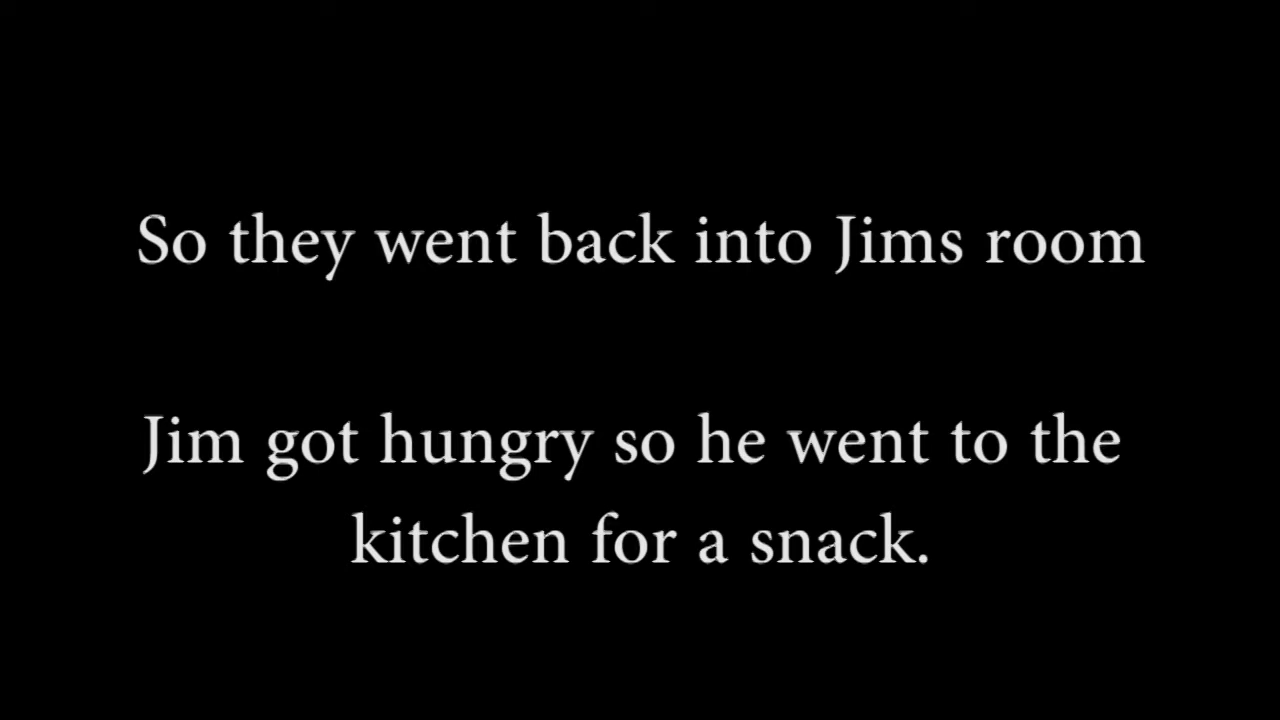 So they went back into Jims room
Jim got hungry so he went to the
kitchen for a snack.